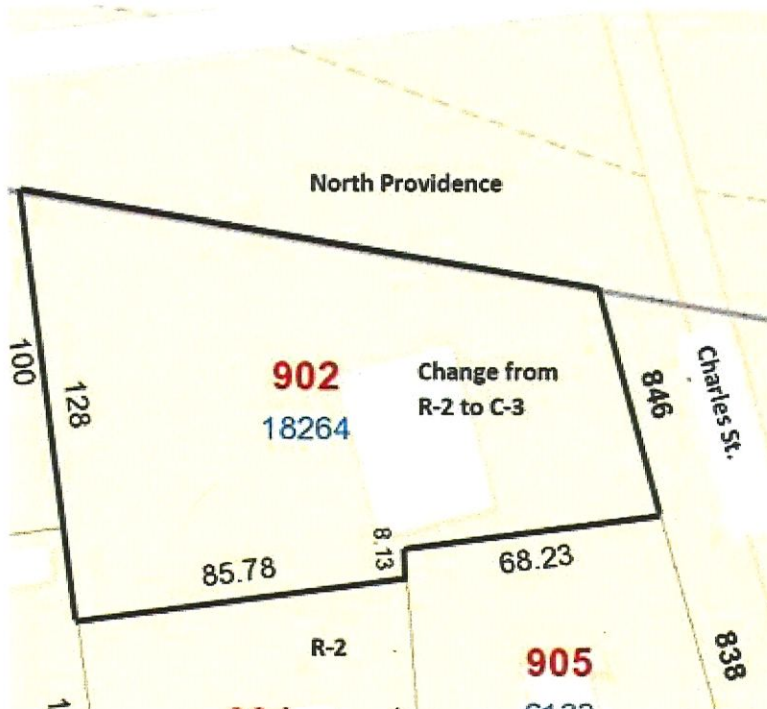 North Providence
100
128
902
18264
Change from
R-2 to C-3
846
Charles St.
8.13
85.78
68.23
R-2
905
838